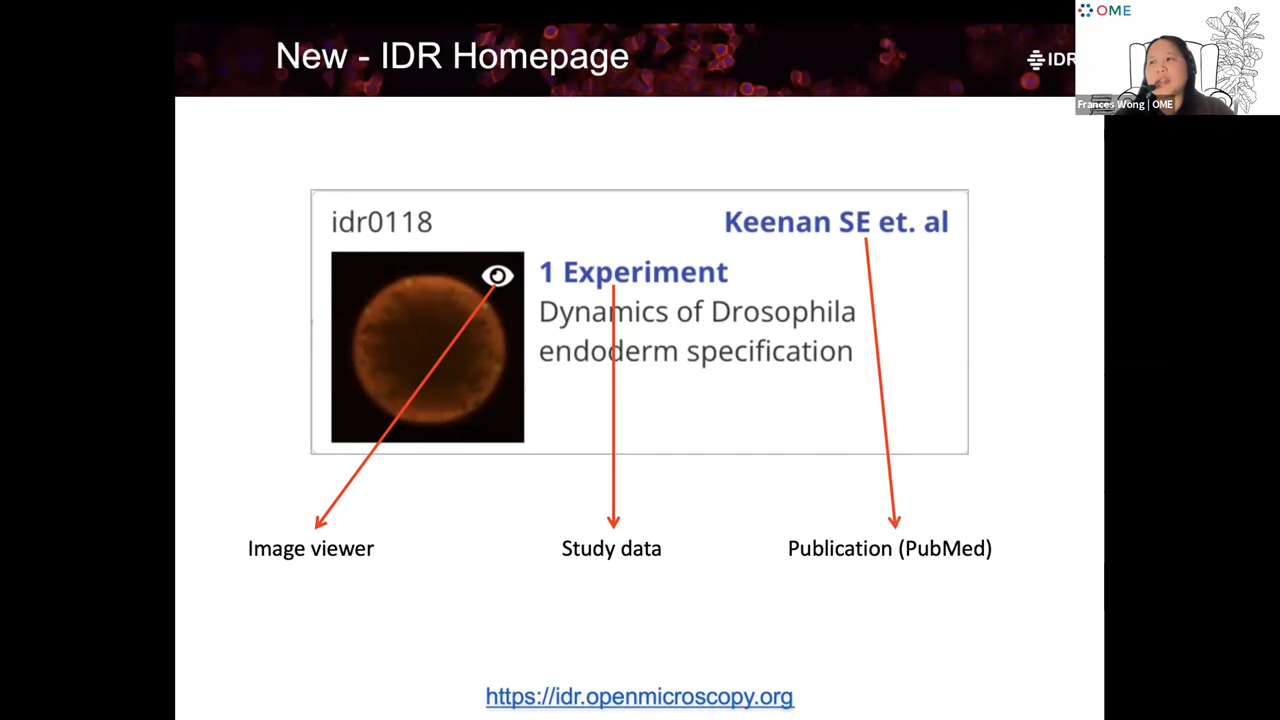 New - IDR Homepage
IDR
OME
Frances Wong | OME
idr0118
Keenan SE et. al
1 Experiment
Dynamics of Drosophila
endoderm specification
Image viewer
Study data
Publication (PubMed)
https://idr.openmicroscopy.org